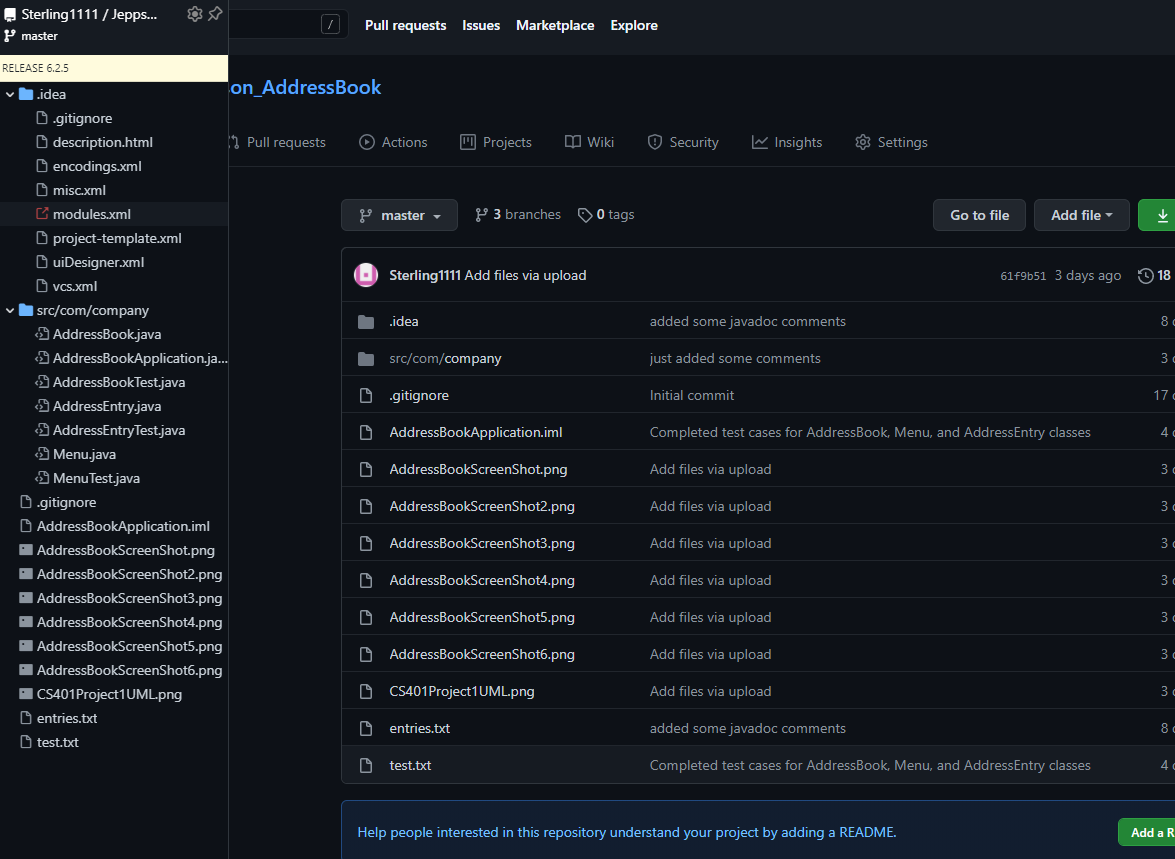 Sterling1111 / Jepps...
master
RELEASE 6.2.5
.idea
.gitignore
description.html
encodings.xml
misc.xml
modules.xml
project-template.xml
uiDesigner.xml
vcs.xml
src/com/company
AddressBook.java
AddressBookApplication.ja...
AddressBookTest.java
AddressEntry.java
AddressEntryTest.java
Menu.java
MenuTest.java
.gitignore
AddressBookApplication.iml
AddressBookScreenShot.png
AddressBookScreenShot2.png
AddressBookScreenShot3.png
AddressBookScreenShot4.png
AddressBookScreenShot5.png
AddressBookScreenShot6.png
CS401Project1UML.png
entries.txt
test.txt
/ Pull requests Issues Marketplace Explore
on_AddressBook
Pull requests Actions Projects Wiki Security Insights Settings
master 3 branches 0 tags Go to file Add file
Sterling1111 Add files via upload 61f9b51 3 days ago 18
.idea added some javadoc comments 8
src/com/company just added some comments 3
.gitignore Initial commit 17
AddressBookApplication.iml Completed test cases for AddressBook, Menu, and AddressEntry classes 4
AddressBookScreenShot.png Add files via upload 3
AddressBookScreenShot2.png Add files via upload 3
AddressBookScreenShot3.png Add files via upload 3
AddressBookScreenShot4.png Add files via upload 3
AddressBookScreenShot5.png Add files via upload 3
AddressBookScreenShot6.png Add files via upload 3
CS401Project1UML.png Add files via upload 3
entries.txt added some javadoc comments 8
test.txt Completed test cases for AddressBook, Menu, and AddressEntry classes 4
Help people interested in this repository understand your project by adding a README. Add a R